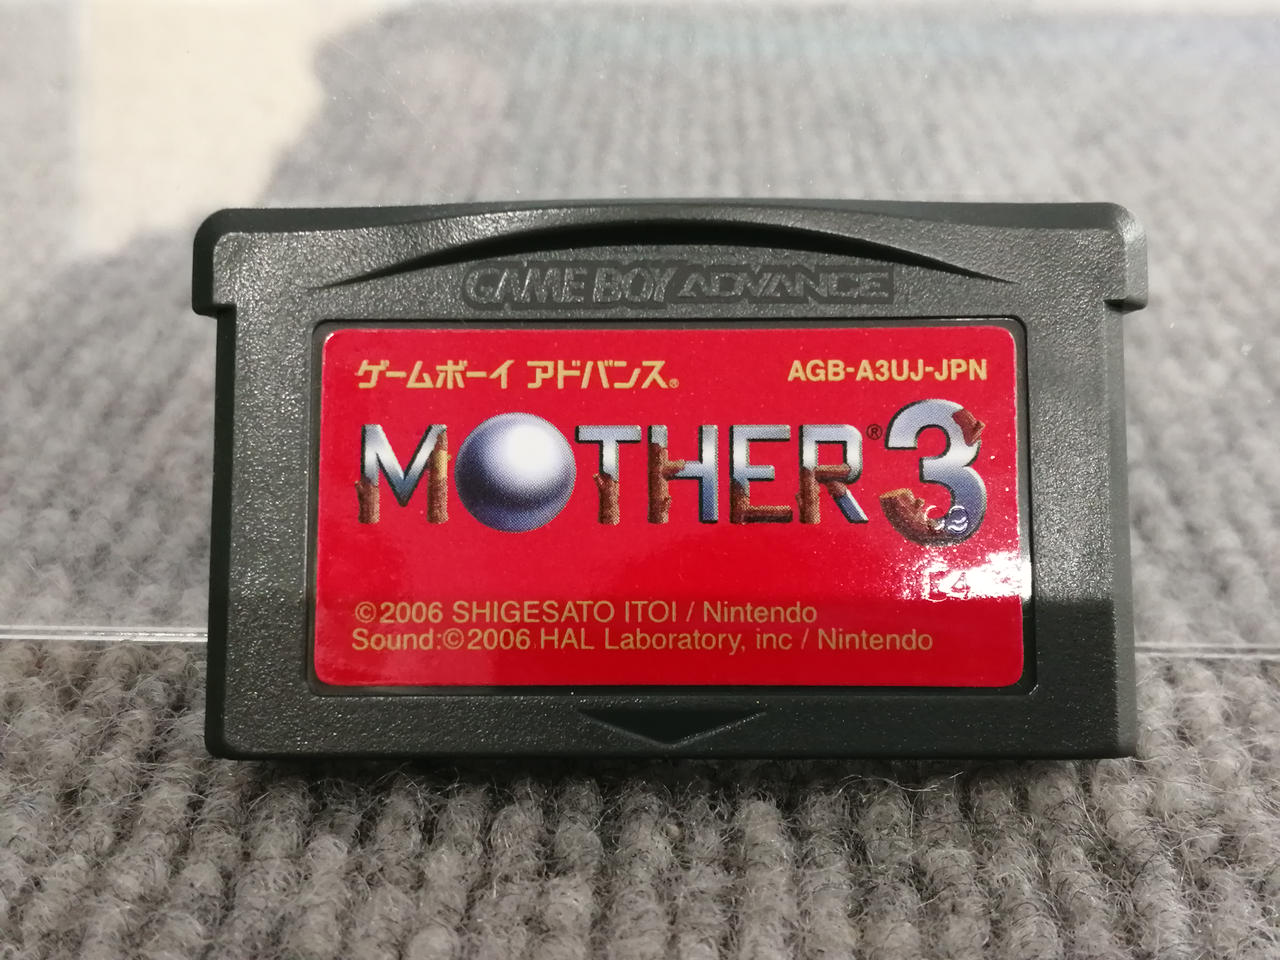 GAME BOY ADVANCE
ゲームボーイ アドバンス®
AGB-A3UJ-JPN
MOTHER®3
©2006 SHIGESATO ITOI / Nintendo
Sound:©2006 HAL Laboratory, inc / Nintendo